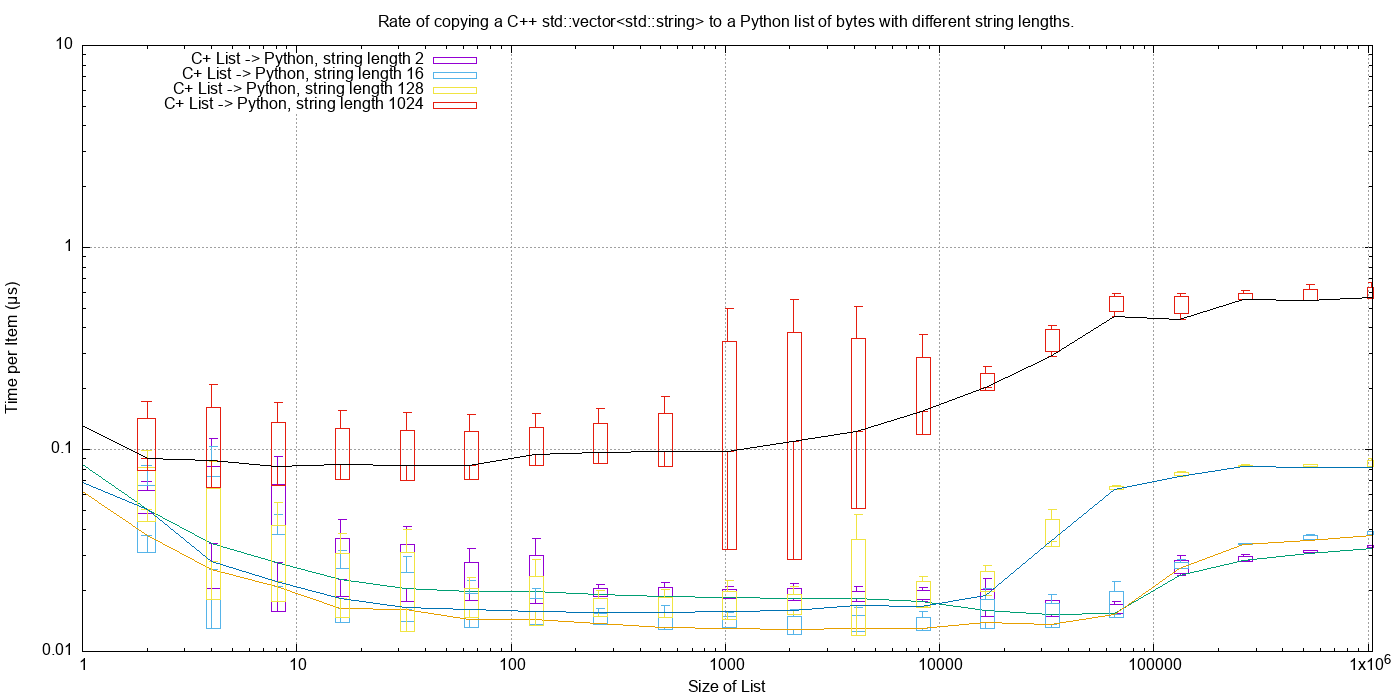 Rate of copying a C++ std::vector<std::string> to a Python list of bytes with different string lengths.
10
C+ List -> Python, string length 2
C+ List -> Python, string length 16
C+ List -> Python, string length 128
C+ List -> Python, string length 1024
1
Time per Item (µs)
0.1
0.01
1 10 100 1000 10000 100000 1x10⁶
Size of List